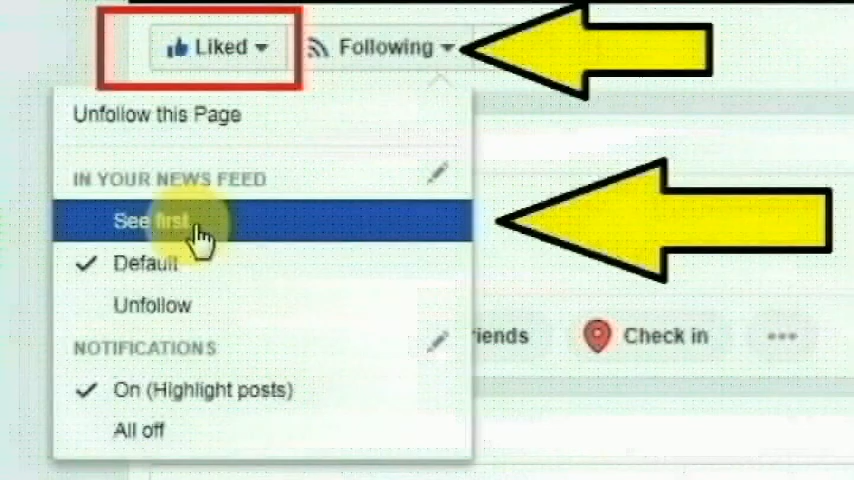 Liked Following
Unfollow this Page
IN YOUR NEWS FEED
See first
Default
Unfollow
riends Check in
NOTIFICATIONS
On (Highlight posts)
All off